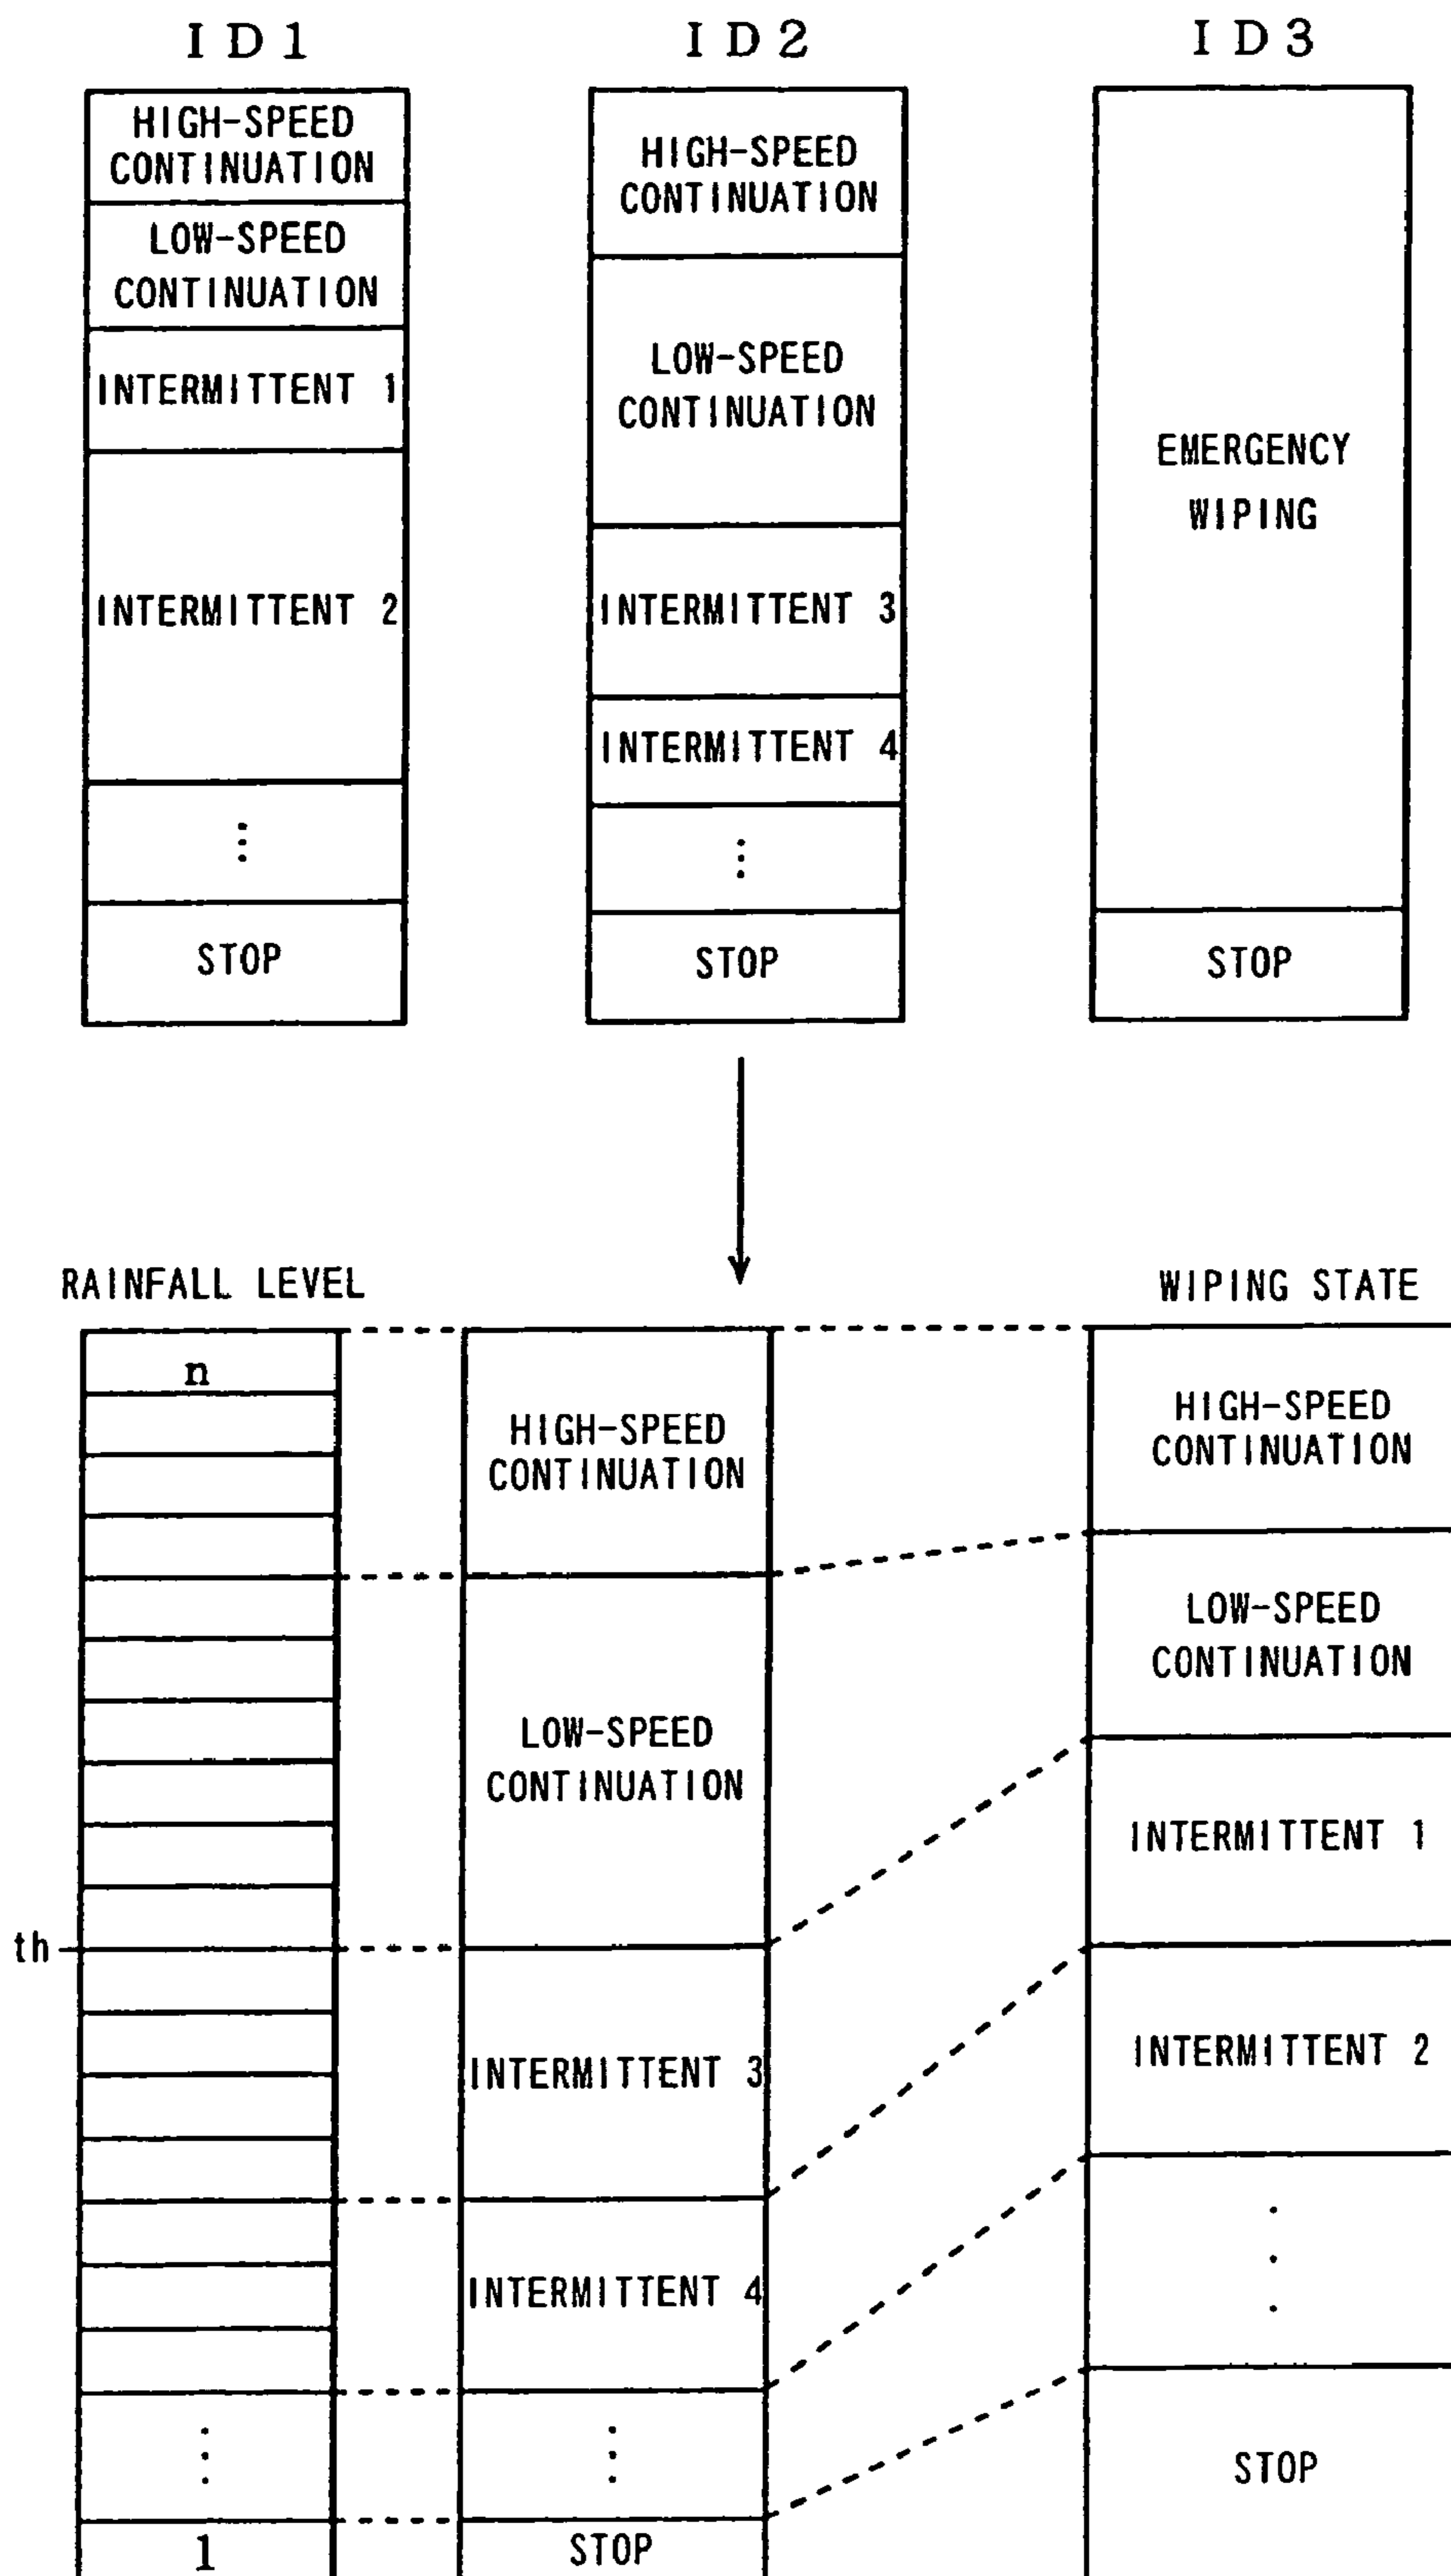 ID1
HIGH-SPEED
CONTINUATION
LOW-SPEED
CONTINUATION
INTERMITTENT 1
INTERMITTENT 2
⋮
STOP
ID2
HIGH-SPEED
CONTINUATION
LOW-SPEED
CONTINUATION
INTERMITTENT 3
INTERMITTENT 4
⋮
STOP
ID3
EMERGENCY
WIPING
STOP
RAINFALL LEVEL
n
th
⋮
1
HIGH-SPEED
CONTINUATION
LOW-SPEED
CONTINUATION
INTERMITTENT 3
INTERMITTENT 4
⋮
STOP
WIPING STATE
HIGH-SPEED
CONTINUATION
LOW-SPEED
CONTINUATION
INTERMITTENT 1
INTERMITTENT 2
⋮
STOP